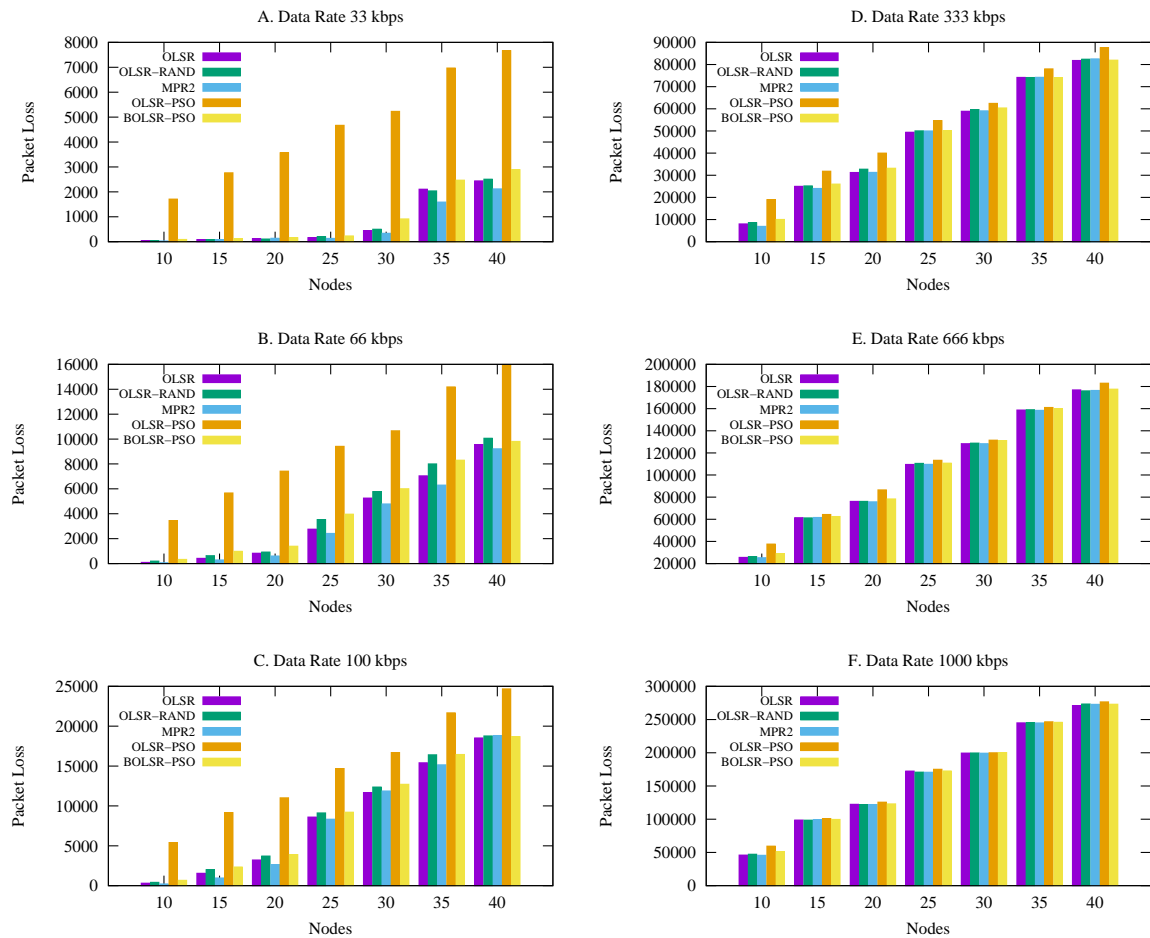 A. Data Rate 33 kbps
Packet Loss
8000
7000
6000
5000
4000
3000
2000
1000
0
OLSR
OLSR−RAND
MPR2
OLSR−PSO
BOLSR−PSO
10 15 20 25 30 35 40
Nodes
D. Data Rate 333 kbps
Packet Loss
90000
80000
70000
60000
50000
40000
30000
20000
10000
0
OLSR
OLSR−RAND
MPR2
OLSR−PSO
BOLSR−PSO
10 15 20 25 30 35 40
Nodes
B. Data Rate 66 kbps
Packet Loss
16000
14000
12000
10000
8000
6000
4000
2000
0
OLSR
OLSR−RAND
MPR2
OLSR−PSO
BOLSR−PSO
10 15 20 25 30 35 40
Nodes
E. Data Rate 666 kbps
Packet Loss
200000
180000
160000
140000
120000
100000
80000
60000
40000
20000
OLSR
OLSR−RAND
MPR2
OLSR−PSO
BOLSR−PSO
10 15 20 25 30 35 40
Nodes
C. Data Rate 100 kbps
Packet Loss
25000
20000
15000
10000
5000
0
OLSR
OLSR−RAND
MPR2
OLSR−PSO
BOLSR−PSO
10 15 20 25 30 35 40
Nodes
F. Data Rate 1000 kbps
Packet Loss
300000
250000
200000
150000
100000
50000
0
OLSR
OLSR−RAND
MPR2
OLSR−PSO
BOLSR−PSO
10 15 20 25 30 35 40
Nodes